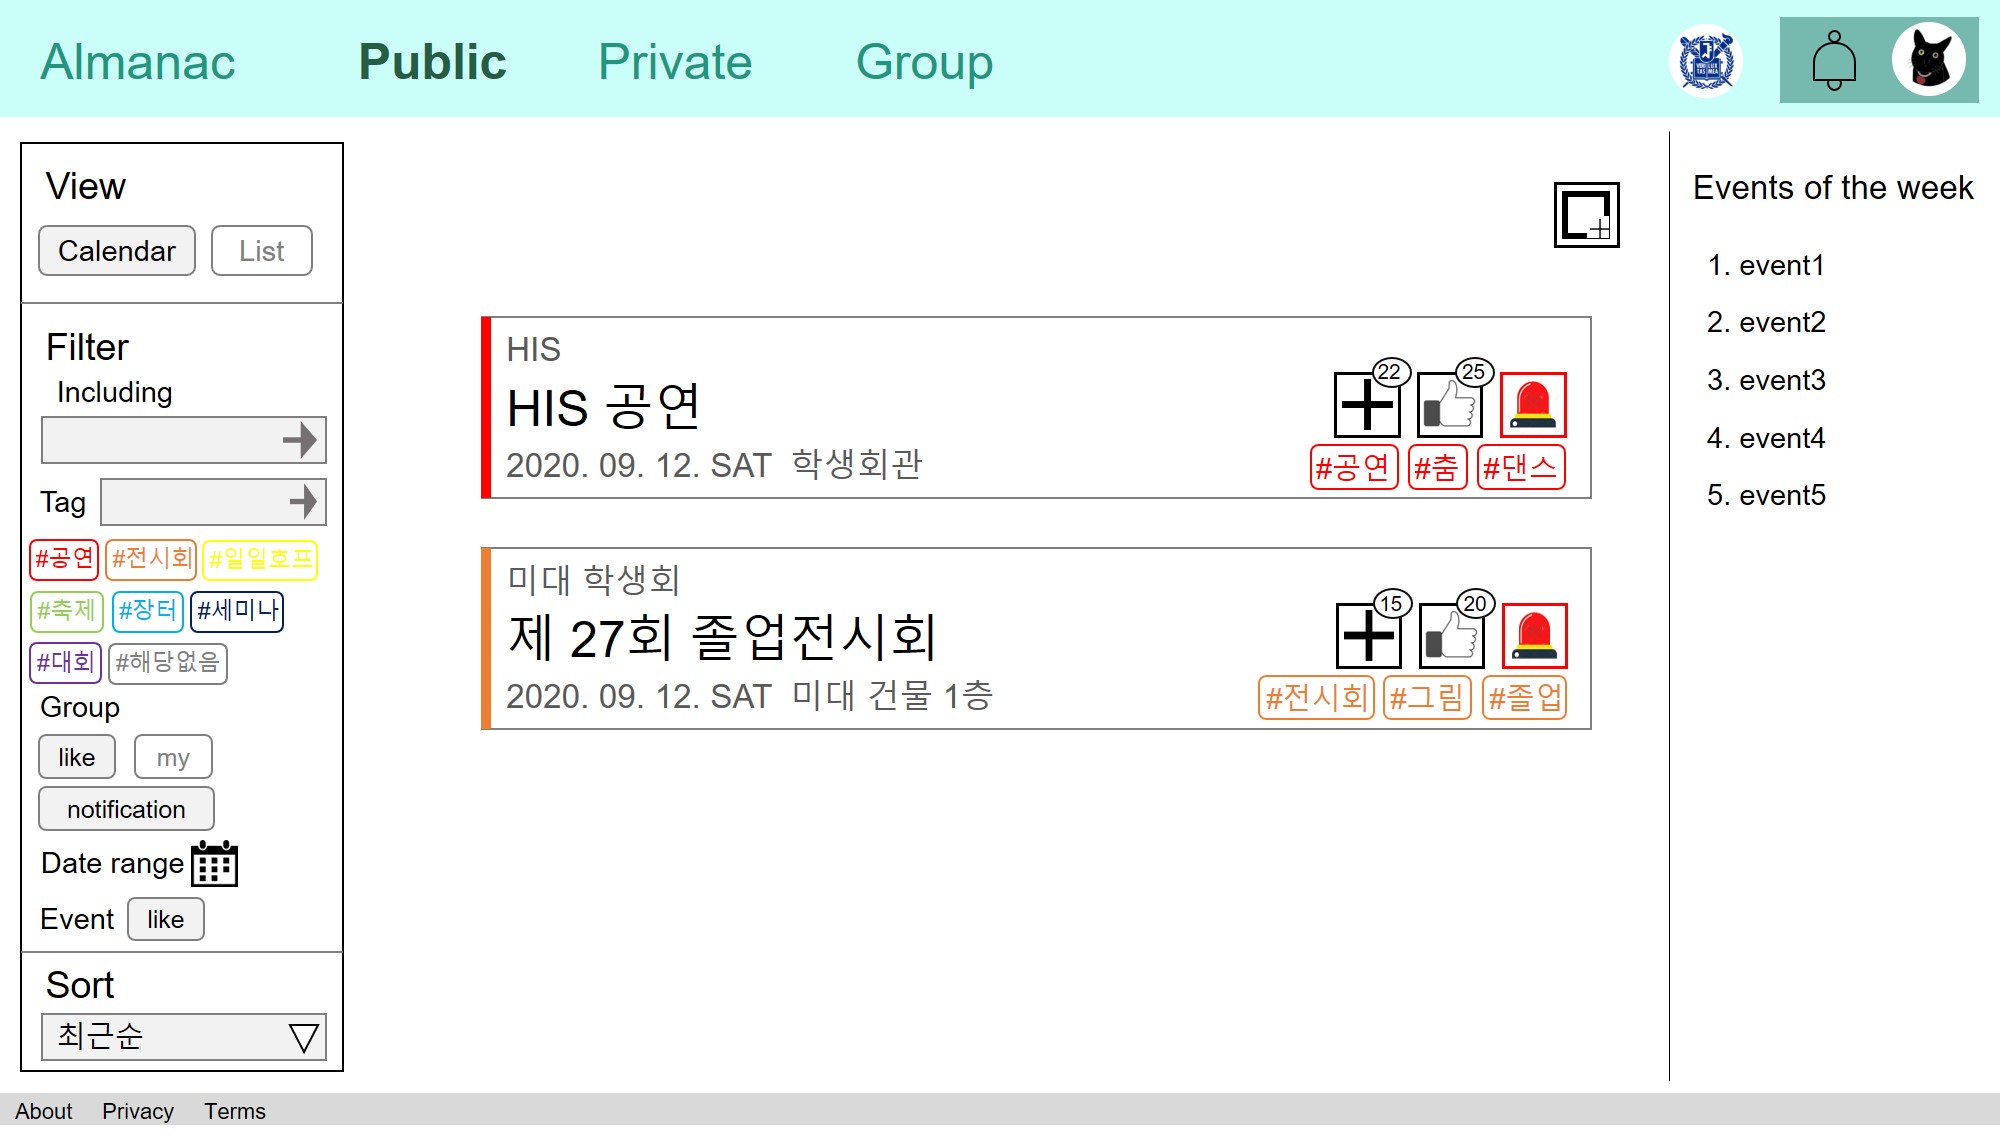 Almanac Public Private Group
View
Calendar List
Filter
Including
Tag
#공연 #전시회 #일일호프
#축제 #장터 #세미나
#대회 #해당없음
Group
like my
notification
Date range
Event like
Sort
최근순
HIS
HIS 공연
2020. 09. 12. SAT 학생회관
22 25
#공연 #춤 #댄스
미대 학생회
제 27회 졸업전시회
2020. 09. 12. SAT 미대 건물 1층
15 20
#전시회 #그림 #졸업
Events of the week
1. event1
2. event2
3. event3
4. event4
5. event5
About Privacy Terms